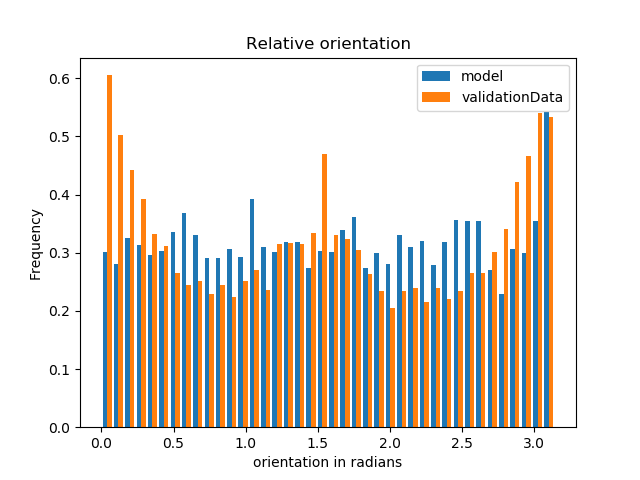 Relative orientation
model
validationData
Frequency
0.6
0.5
0.4
0.3
0.2
0.1
0.0
0.0 0.5 1.0 1.5 2.0 2.5 3.0
orientation in radians